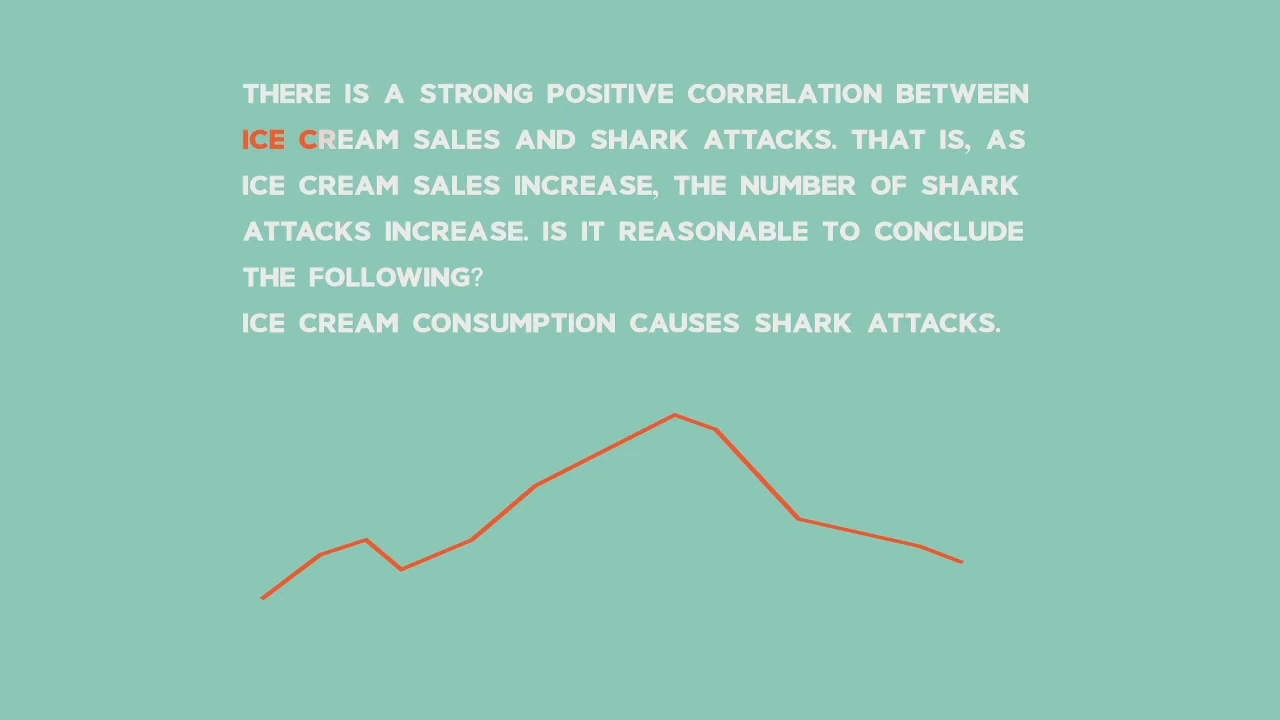 THERE IS A STRONG POSITIVE CORRELATION BETWEEN
ICE CREAM SALES AND SHARK ATTACKS. THAT IS, AS
ICE CREAM SALES INCREASE, THE NUMBER OF SHARK
ATTACKS INCREASE. IS IT REASONABLE TO CONCLUDE
THE FOLLOWING?
ICE CREAM CONSUMPTION CAUSES SHARK ATTACKS.